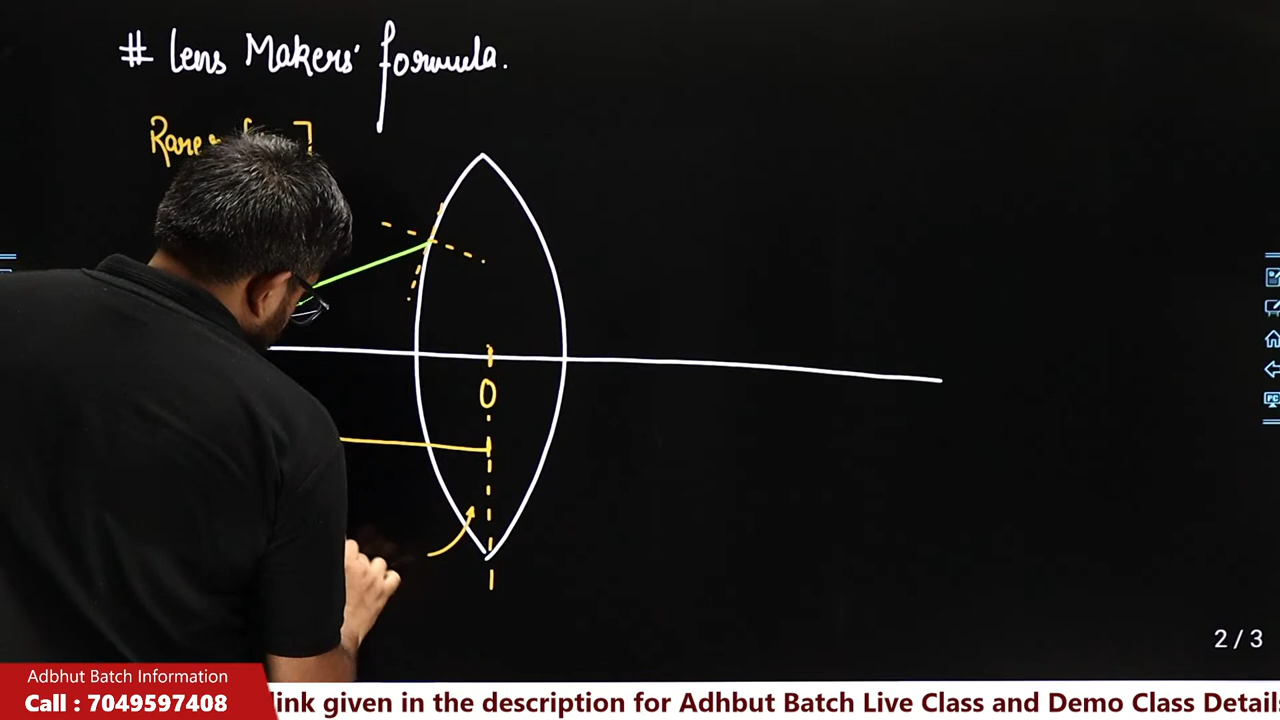 # Lens Makers' formula.
O
2 / 3
Adbhut Batch Information
Call : 7049597408
link given in the description for Adhbut Batch Live Class and Demo Class Detail